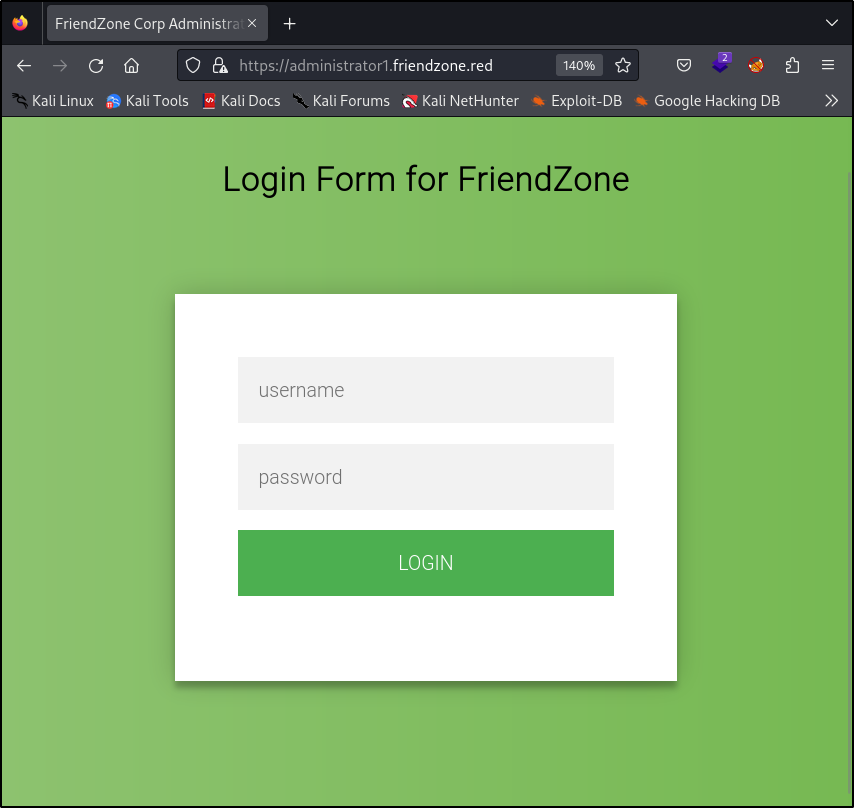 FriendZone Corp Administra
https://administrator1.friendzone.red 140% 2
Kali Linux Kali Tools Kali Docs Kali Forums Kali NetHunter Exploit-DB Google Hacking DB
Login Form for FriendZone
username
password
LOGIN